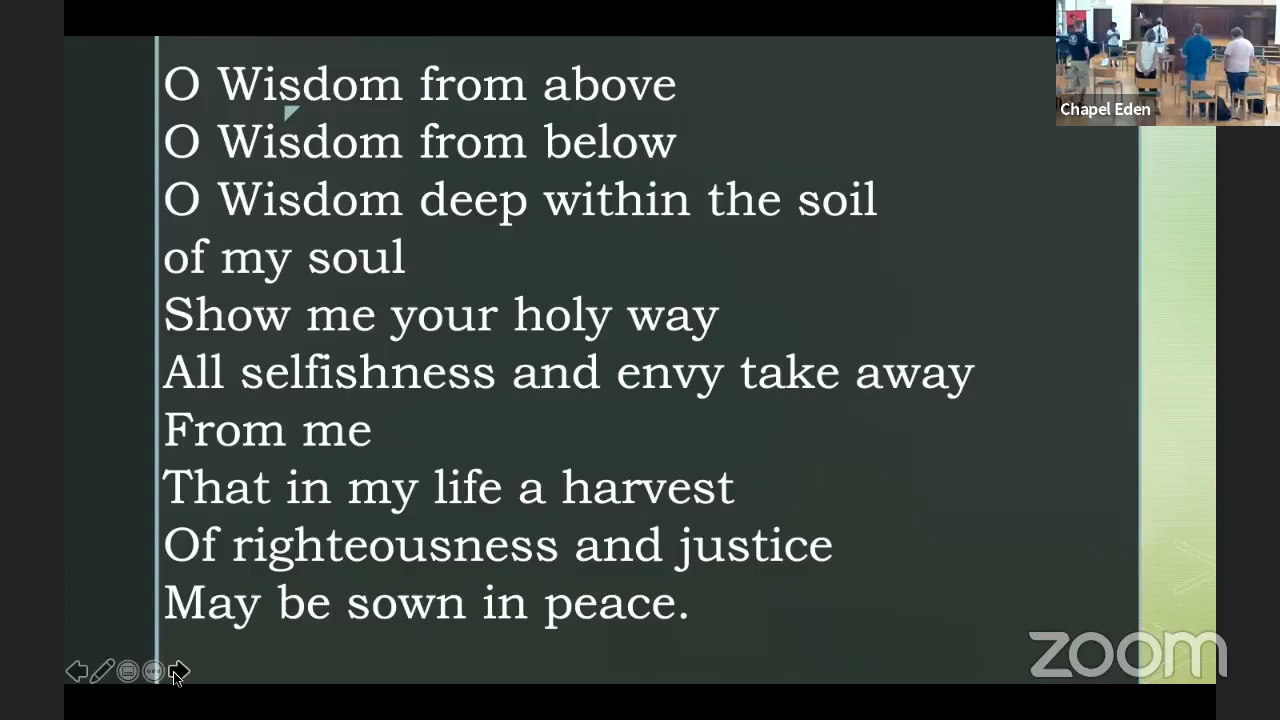 O Wisdom from above
O Wisdom from below
O Wisdom deep within the soil
of my soul
Show me your holy way
All selfishness and envy take away
From me
That in my life a harvest
Of righteousness and justice
May be sown in peace.
Chapel Eden
zoom